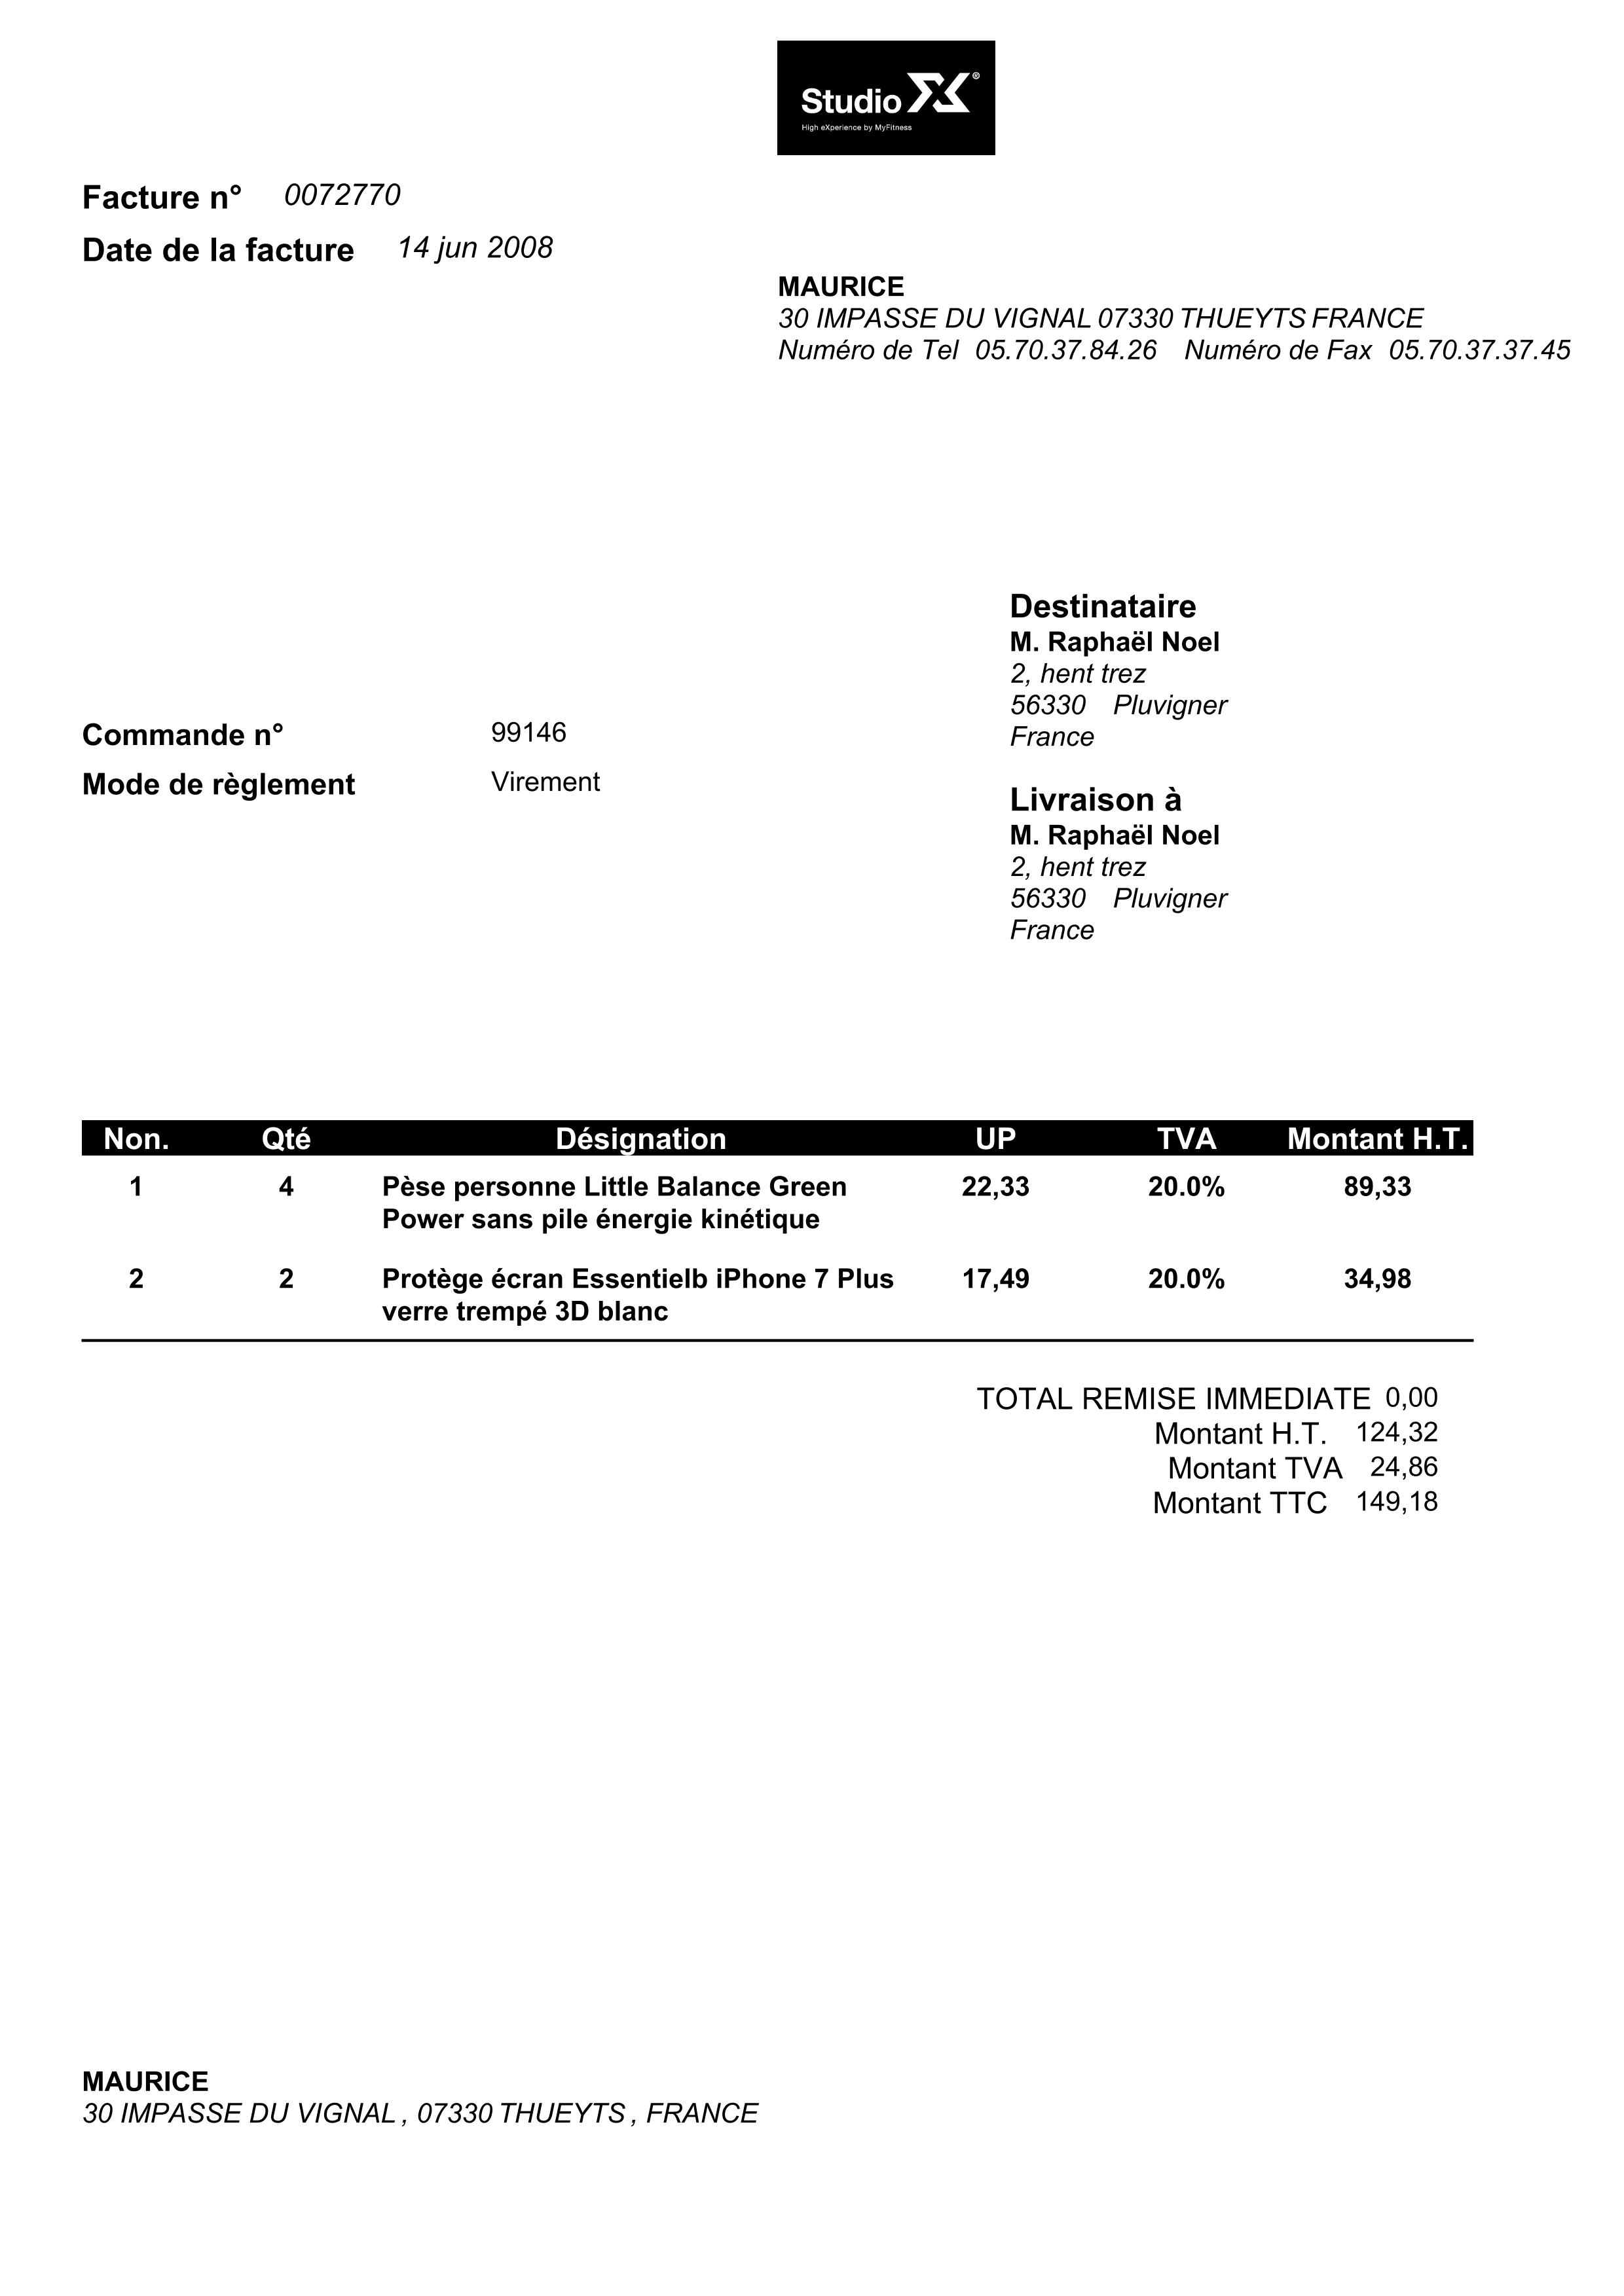 Studio X®
High eXperience by MyFitness
Facture n° 0072770
Date de la facture 14 jun 2008
MAURICE
30 IMPASSE DU VIGNAL 07330 THUEYTS FRANCE
Numéro de Tel 05.70.37.84.26 Numéro de Fax 05.70.37.37.45
Destinataire
M. Raphaël Noel
2, hent trez
56330 Pluvigner
France
Commande n° 99146
Mode de règlement Virement
Livraison à
M. Raphaël Noel
2, hent trez
56330 Pluvigner
France
Non. Qté Désignation UP TVA Montant H.T.
1 4 Pèse personne Little Balance Green 22,33 20.0% 89,33
Power sans pile énergie kinétique
2 2 Protège écran Essentielb iPhone 7 Plus 17,49 20.0% 34,98
verre trempé 3D blanc
TOTAL REMISE IMMEDIATE 0,00
Montant H.T. 124,32
Montant TVA 24,86
Montant TTC 149,18
MAURICE
30 IMPASSE DU VIGNAL , 07330 THUEYTS , FRANCE